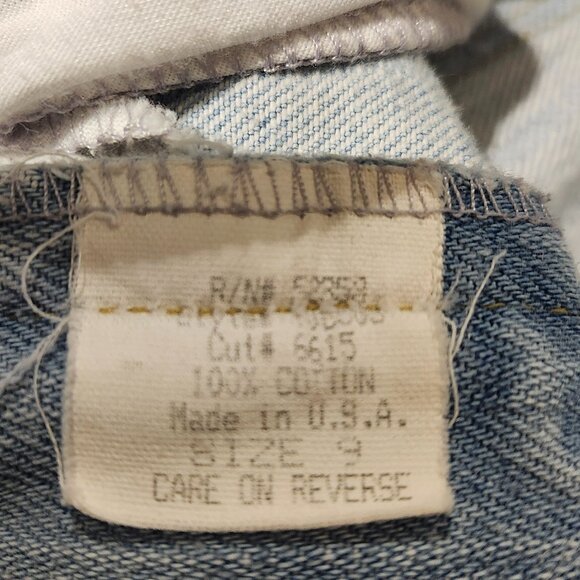 R/N#
Cut# 6615
100% COTTON
Made in U.S.A.
SIZE 9
CARE ON REVERSE